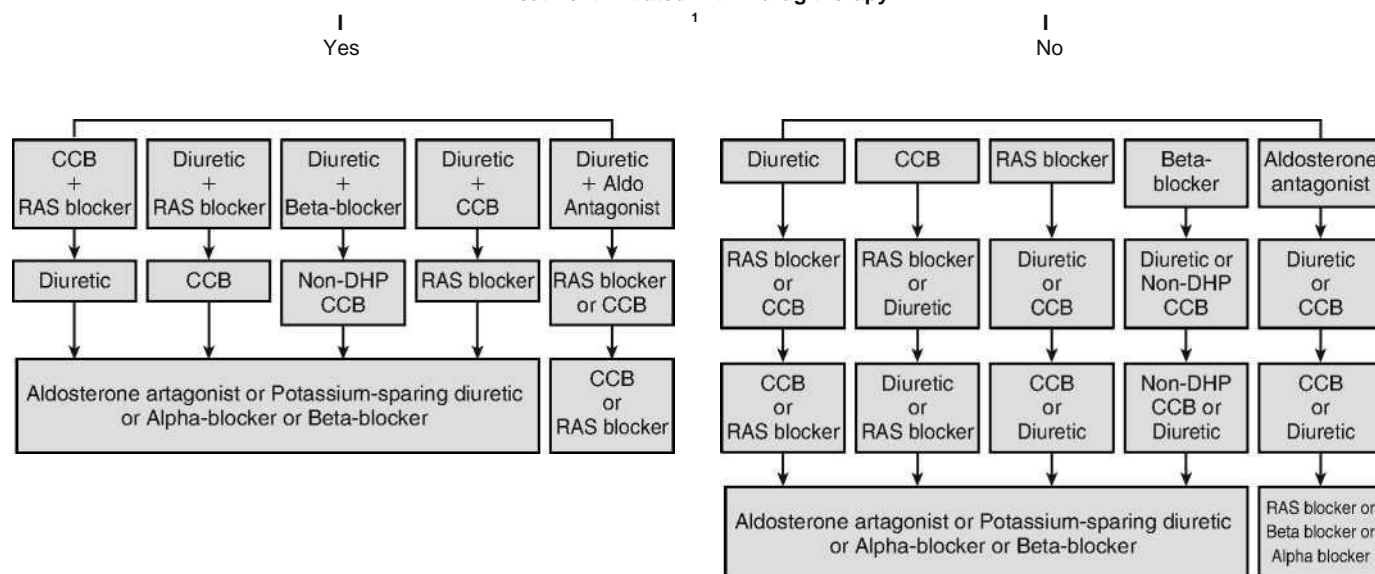 1
I
Yes
I
No
CCB
+
RAS blocker
Diuretic
+
RAS blocker
Diuretic
+
Beta-blocker
Diuretic
+
CCB
Diuretic
+ Aldo
Antagonist
Diuretic
CCB
Non-DHP
CCB
RAS blocker
RAS blocker
or CCB
Aldosterone artagonist or Potassium-sparing diuretic
or Alpha-blocker or Beta-blocker
CCB
or
RAS blocker
Diuretic
CCB
RAS blocker
Beta-
blocker
Aldosterone
antagonist
RAS blocker
or
CCB
RAS blocker
or
Diuretic
Diuretic
or
CCB
Diuretic or
Non-DHP
CCB
Diuretic
or
CCB
CCB
or
RAS blocker
Diuretic
or
RAS blocker
CCB
or
Diuretic
Non-DHP
CCB or
Diuretic
CCB
or
Diuretic
Aldosterone artagonist or Potassium-sparing diuretic
or Alpha-blocker or Beta-blocker
RAS blocker or
Beta blocker or
Alpha blocker